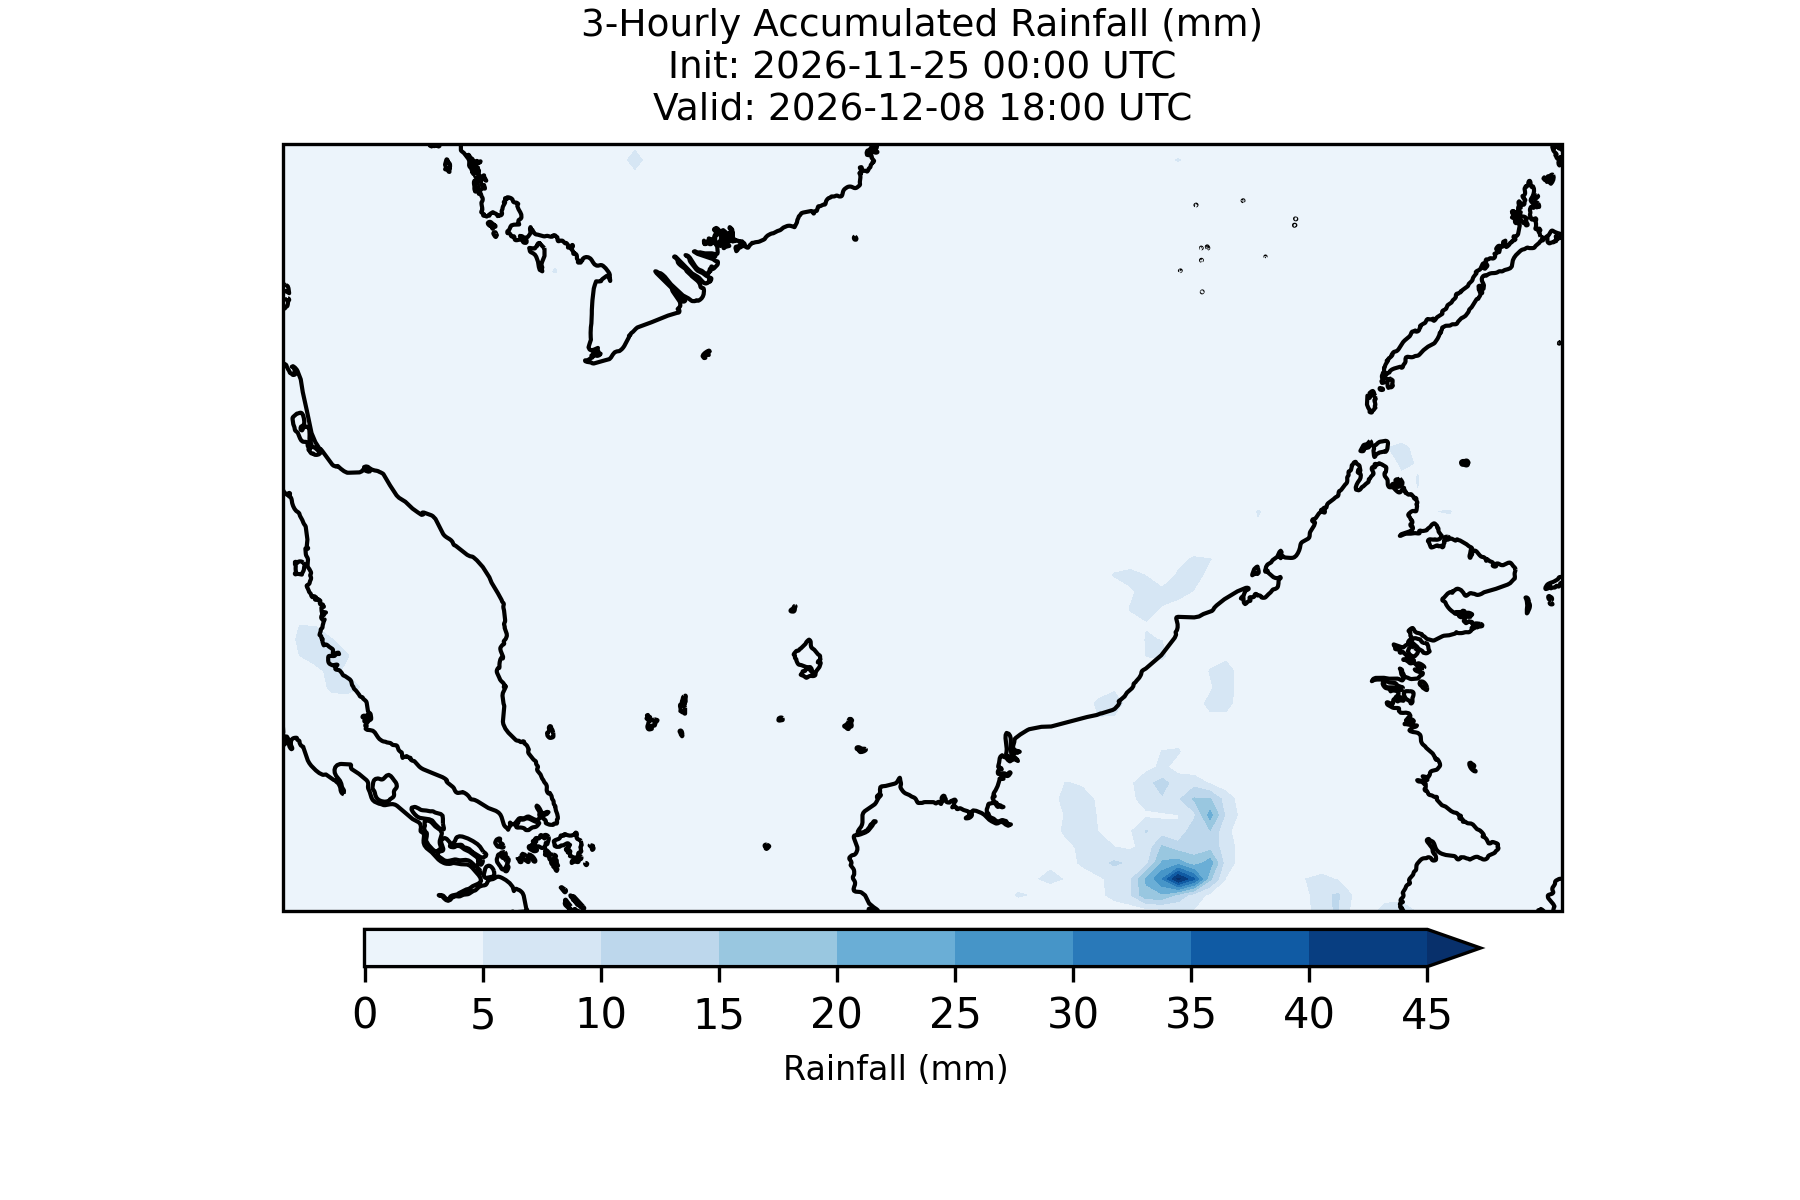 3-Hourly Accumulated Rainfall (mm)
Init: 2026-11-25 00:00 UTC
Valid: 2026-12-08 18:00 UTC
0 5 10 15 20 25 30 35 40 45
Rainfall (mm)